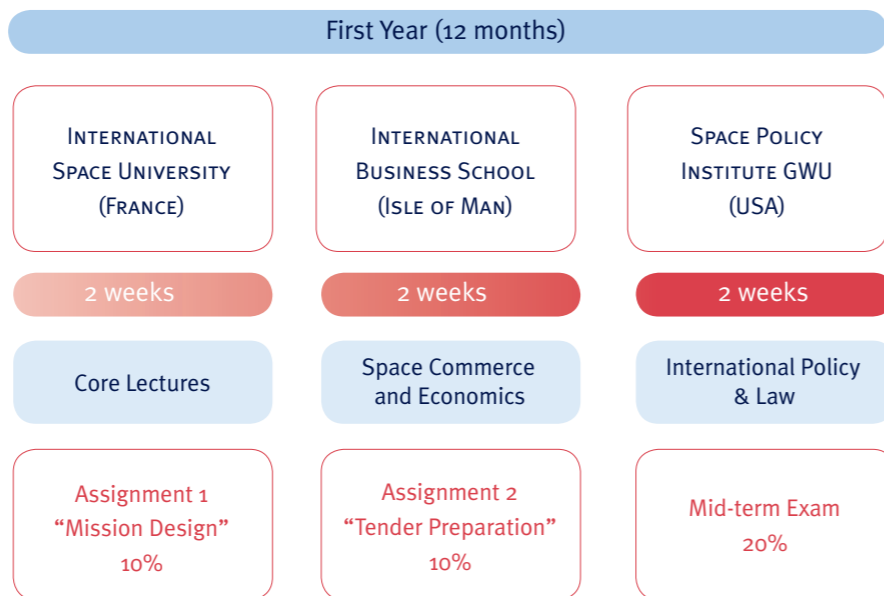 First Year (12 months)
International
Space University
(France)
International
Business School
(Isle of Man)
Space Policy
Institute GWU
(USA)
2 weeks
2 weeks
2 weeks
Core Lectures
Space Commerce
and Economics
International Policy
& Law
Assignment 1
“Mission Design”
10%
Assignment 2
“Tender Preparation”
10%
Mid-term Exam
20%